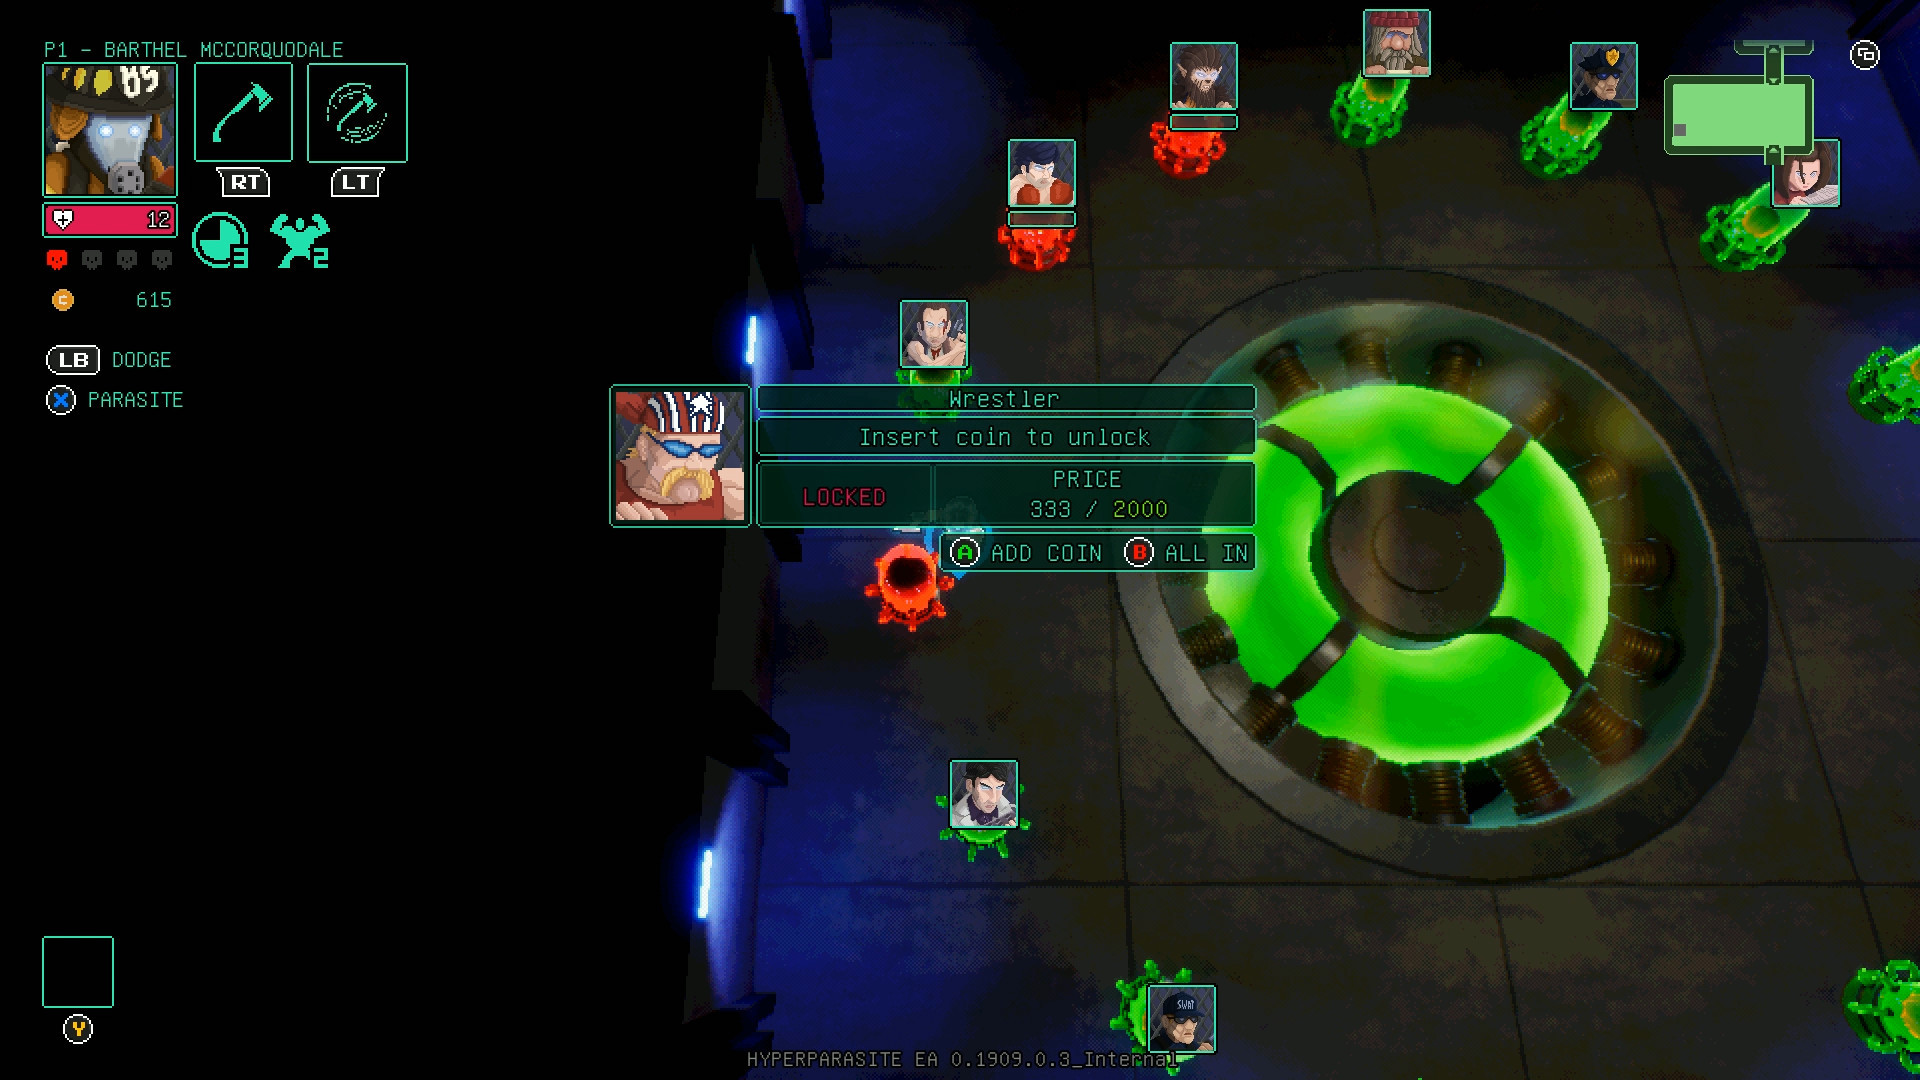 P1 - BARTHEL MCCORQUODALE
RT
LT
12
3
2
C
615
LB DODGE
X PARASITE
Wrestler
Insert coin to unlock
LOCKED
PRICE
333 / 2000
A ADD COIN B ALL IN
SWAT
Y
HYPERPARASITE EA 0.1909.0.3_Internal